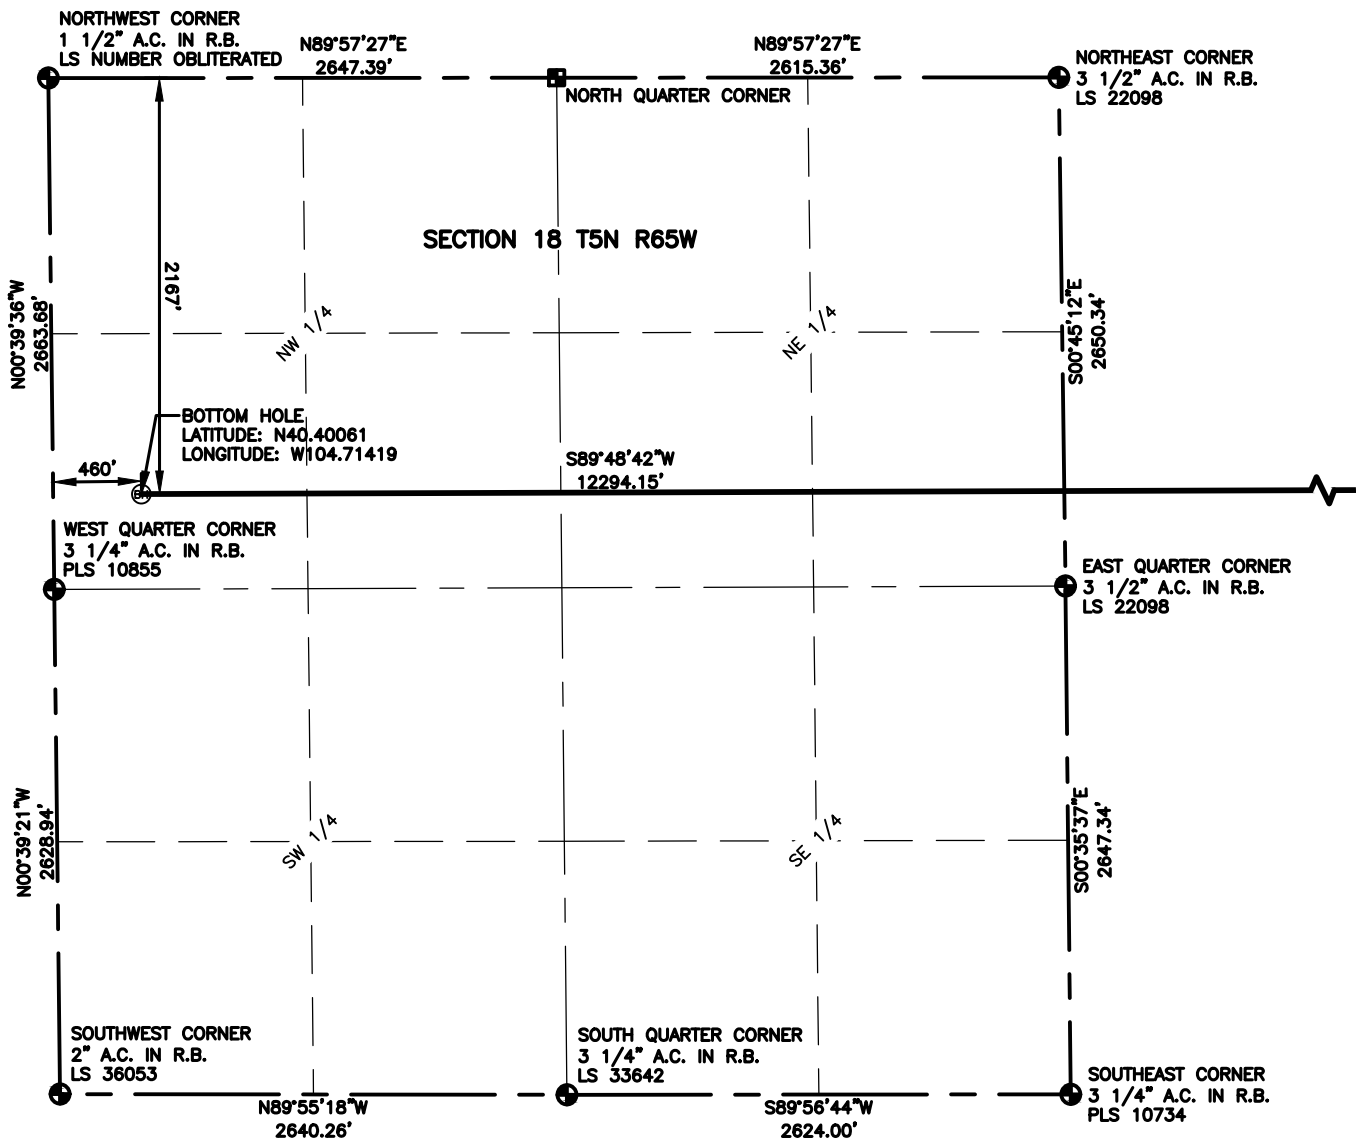 NORTHWEST CORNER
1 1/2" A.C. IN R.B.
LS NUMBER OBLITERATED
N89°57'27"E
2647.39'
N89°57'27"E
2615.36'
NORTH QUARTER CORNER
NORTHEAST CORNER
3 1/2" A.C. IN R.B.
LS 22098
SECTION 18 T5N R65W
2167'
N00°39'36"W
2663.68'
NW 1/4
NE 1/4
S00°45'12"E
2650.34'
BOTTOM HOLE
LATITUDE: N40.40061
LONGITUDE: W104.71419
460'
BH
S89°48'42"W
12294.15'
WEST QUARTER CORNER
3 1/4" A.C. IN R.B.
PLS 10855
EAST QUARTER CORNER
3 1/2" A.C. IN R.B.
LS 22098
N00°39'21"W
2628.94'
SW 1/4
SE 1/4
S00°35'37"E
2647.34'
SOUTHWEST CORNER
2" A.C. IN R.B.
LS 36053
SOUTH QUARTER CORNER
3 1/4" A.C. IN R.B.
LS 33642
SOUTHEAST CORNER
3 1/4" A.C. IN R.B.
PLS 10734
N89°55'18"W
2640.26'
S89°56'44"W
2624.00'